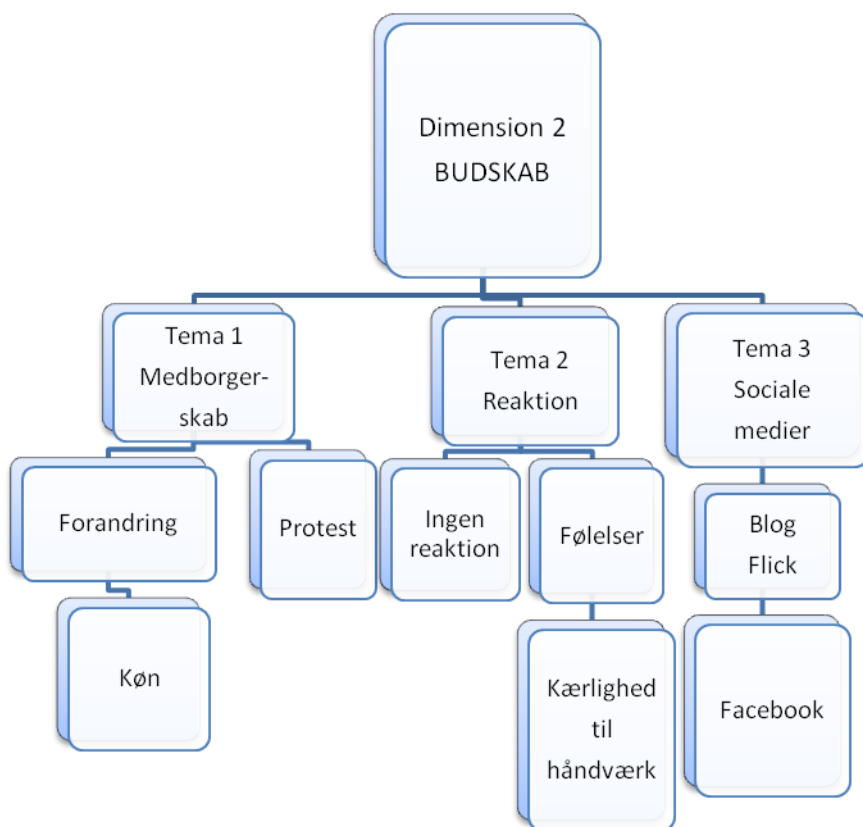 Dimension 2
BUDSKAB
Tema 1
Medborger-
skab
Tema 2
Reaktion
Tema 3
Sociale
medier
Forandring
Protest
Ingen
reaktion
Følelser
Blog
Flick
Køn
Kærlighed
til
håndværk
Facebook